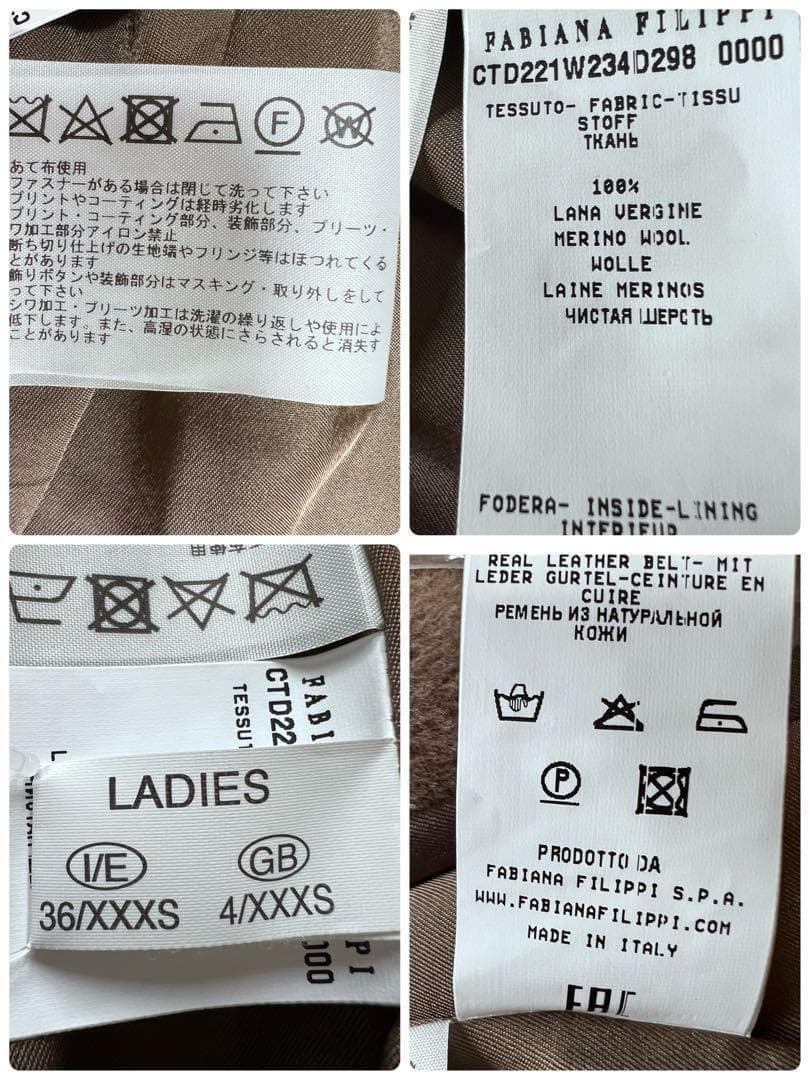 F
W
あて布使用
ファスナーがある場合は閉じて洗って下さい
プリントやコーティングは経時劣化します
プリント・コーティング部分、装飾部分、プリーツ・
ワ加工部分アイロン禁止
断ち切り仕上げの生地端やフリンジ等はほつれてくる
とがあります
飾りボタンや装飾部分はマスキング・取り外しをして
って下さい
シワ加工・プリーツ加工は洗濯の繰り返しや使用によ
低下します。また、高湿の状態にさらされると消失す
ことがあります
FABIANA FILIPPI
CTD221W234D298 0000
TESSUTO- FABRIC-TISSU
STOFF
ТКАНЬ
100%
LANA VERGINE
MERINO WOOL
WOLLE
LAINE MERINOS
ЧИСТАЯ ШЕРСТЬ
FODERA- INSIDE-LINING
INTERIEUR
使用
FABI
CTD22
TESSUT
LADIES
I/E
GB
36/XXXS
4/XXXS
PI
000
REAL LEATHER BELT- MIT
LEDER GURTEL-CEINTURE EN
CUIRE
РЕМЕНЬ ИЗ НАТУРАЛЬНОЙ
КОЖИ
P
PRODOTTO DA
FABIANA FILIPPI S.P.A.
WWW.FABIANAFILIPPI.COM
MADE IN ITALY
EAC